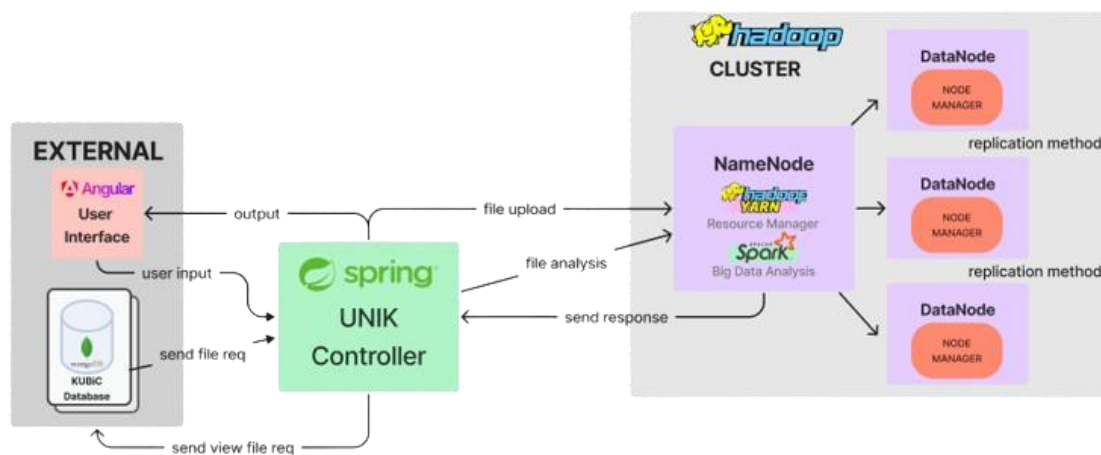 hadoop
CLUSTER
DataNode
NODE
MANAGER
replication method
EXTERNAL
Angular
User
Interface
output
user input
mongoDB
KUBiC
Database
send file req
send view file req
spring
UNIK
Controller
file upload
file analysis
send response
NameNode
hadoop
YARN
Resource Manager
APACHE
Spark
Big Data Analysis
DataNode
NODE
MANAGER
replication method
DataNode
NODE
MANAGER